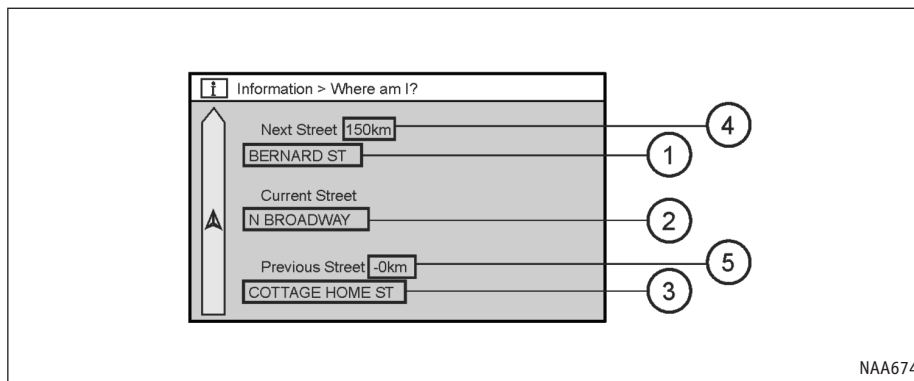 i Information > Where am I?
Next Street 150km
4
BERNARD ST
1
Current Street
N BROADWAY
2
Previous Street -0km
5
COTTAGE HOME ST
3
NAA674